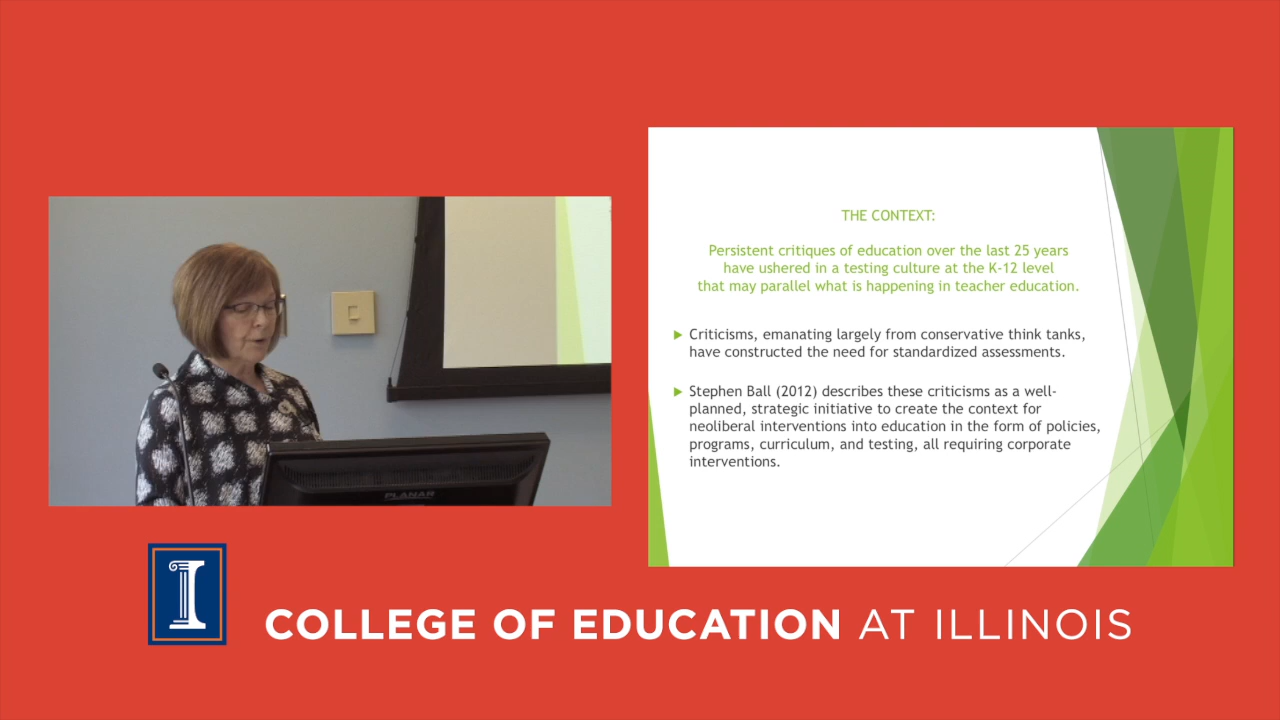 THE CONTEXT:
Persistent critiques of education over the last 25 years
have ushered in a testing culture at the K-12 level
that may parallel what is happening in teacher education.
Criticisms, emanating largely from conservative think tanks,
have constructed the need for standardized assessments.
Stephen Ball (2012) describes these criticisms as a well-
planned, strategic initiative to create the context for
neoliberal interventions into education in the form of policies,
programs, curriculum, and testing, all requiring corporate
interventions.
PLANAR
I
COLLEGE OF EDUCATION AT ILLINOIS